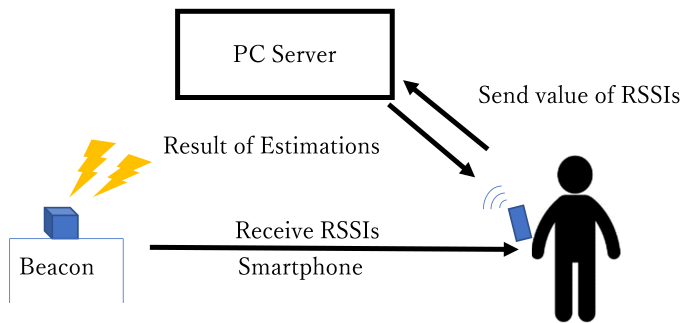 PC Server
Send value of RSSIs
Result of Estimations
Receive RSSIs
Beacon
Smartphone